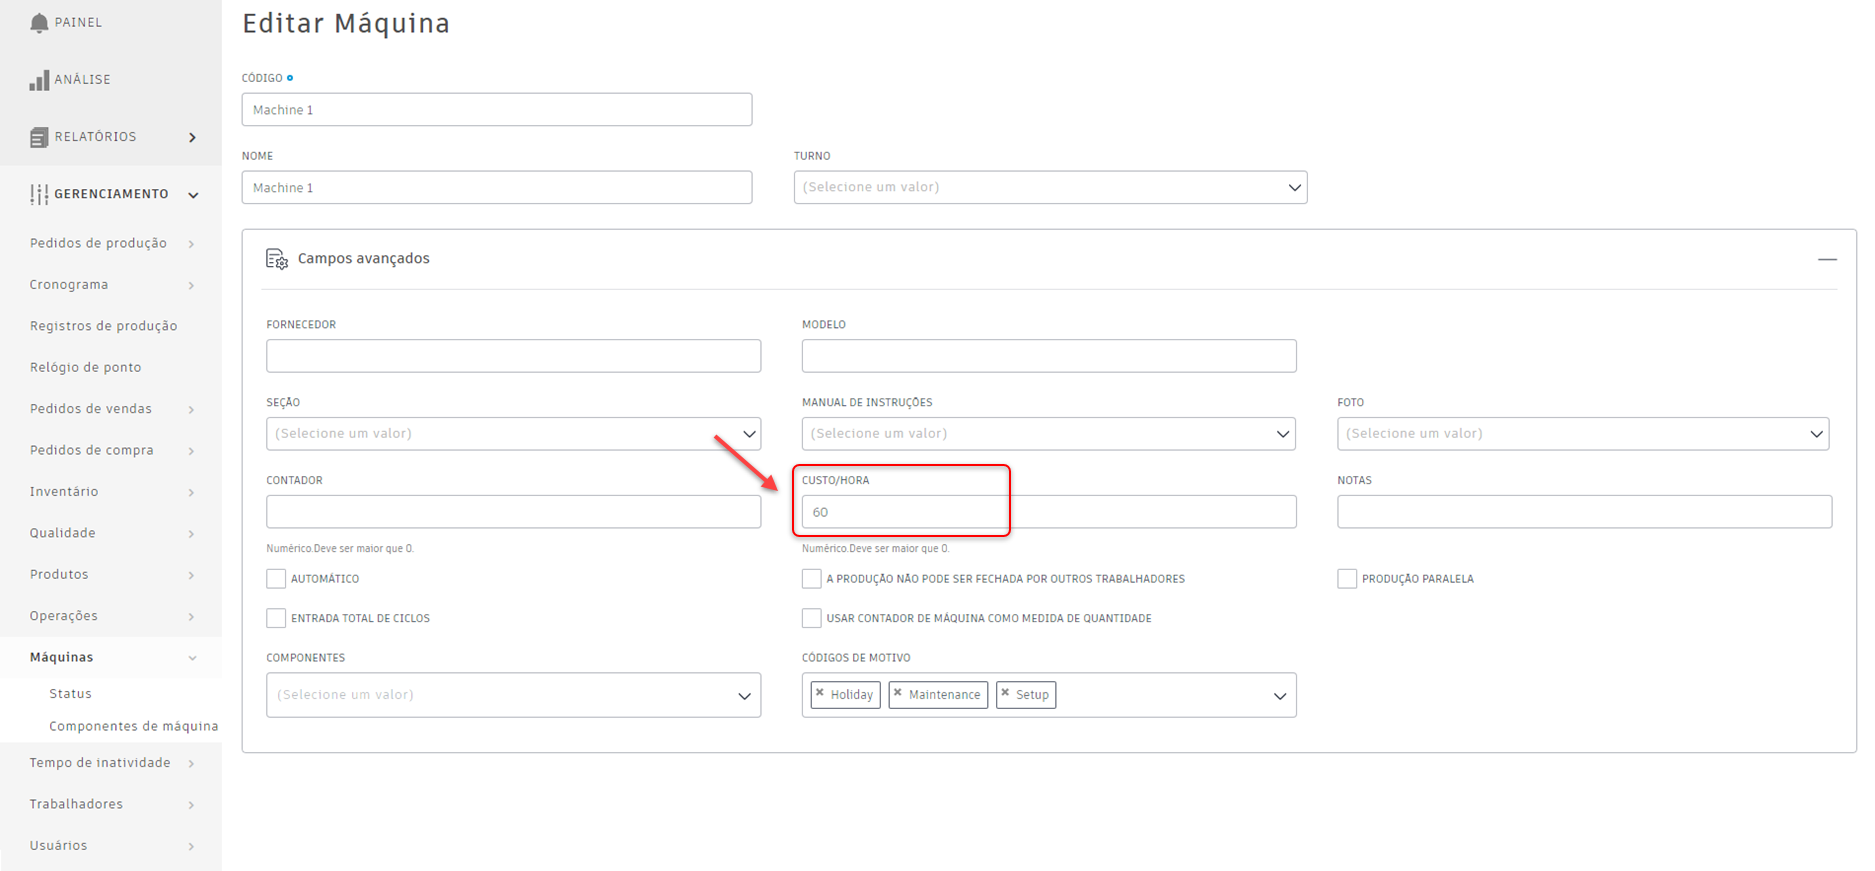 PAINEL
ANÁLISE
RELATÓRIOS
GERENCIAMENTO
Pedidos de produção
Cronograma
Registros de produção
Relógio de ponto
Pedidos de vendas
Pedidos de compra
Inventário
Qualidade
Produtos
Operações
Máquinas
Status
Componentes de máquina
Tempo de inatividade
Trabalhadores
Usuários
Editar Máquina
CÓDIGO
Machine 1
NOME
Machine 1
TURNO
(Selecione um valor)
Campos avançados
FORNECEDOR
MODELO
SEÇÃO
(Selecione um valor)
MANUAL DE INSTRUÇÕES
(Selecione um valor)
FOTO
(Selecione um valor)
CONTADOR
Numérico.Deve ser maior que 0.
CUSTO/HORA
60
Numérico.Deve ser maior que 0.
NOTAS
AUTOMÁTICO
A PRODUÇÃO NÃO PODE SER FECHADA POR OUTROS TRABALHADORES
PRODUÇÃO PARALELA
ENTRADA TOTAL DE CICLOS
USAR CONTADOR DE MÁQUINA COMO MEDIDA DE QUANTIDADE
COMPONENTES
(Selecione um valor)
CÓDIGOS DE MOTIVO
× Holiday × Maintenance × Setup